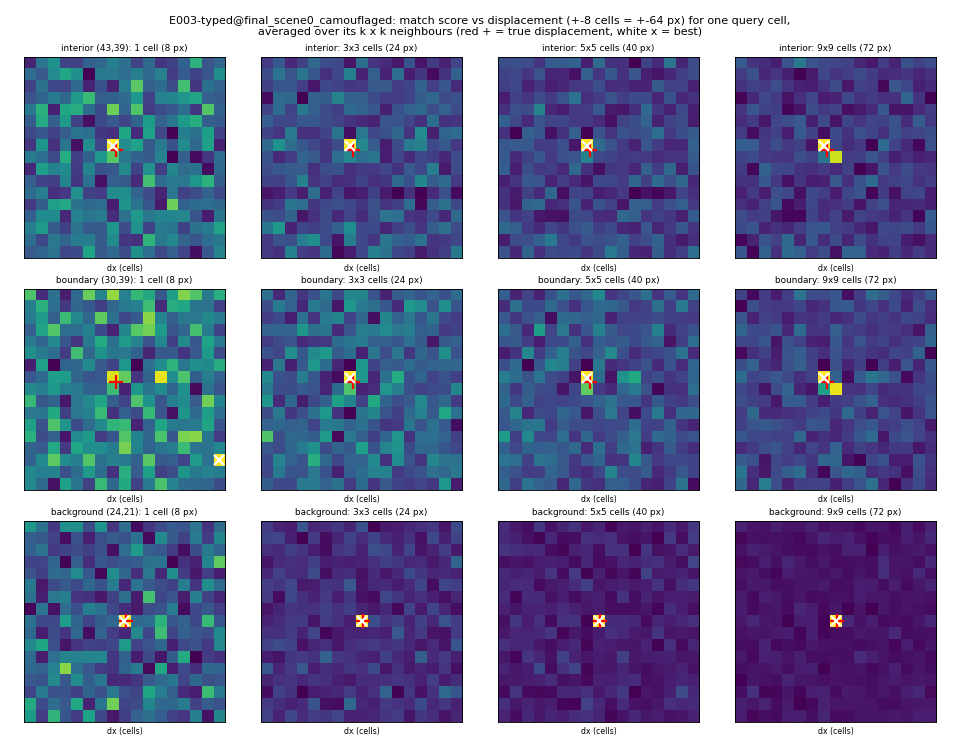 E003-typed@final_scene0_camouflaged: match score vs displacement (+-8 cells = +-64 px) for one query cell,
averaged over its k x k neighbours (red + = true displacement, white x = best)
interior (43,39): 1 cell (8 px)
interior: 3x3 cells (24 px)
interior: 5x5 cells (40 px)
interior: 9x9 cells (72 px)
dx (cells)
dx (cells)
dx (cells)
dx (cells)
boundary (30,39): 1 cell (8 px)
boundary: 3x3 cells (24 px)
boundary: 5x5 cells (40 px)
boundary: 9x9 cells (72 px)
dx (cells)
dx (cells)
dx (cells)
dx (cells)
background (24,21): 1 cell (8 px)
background: 3x3 cells (24 px)
background: 5x5 cells (40 px)
background: 9x9 cells (72 px)
dx (cells)
dx (cells)
dx (cells)
dx (cells)